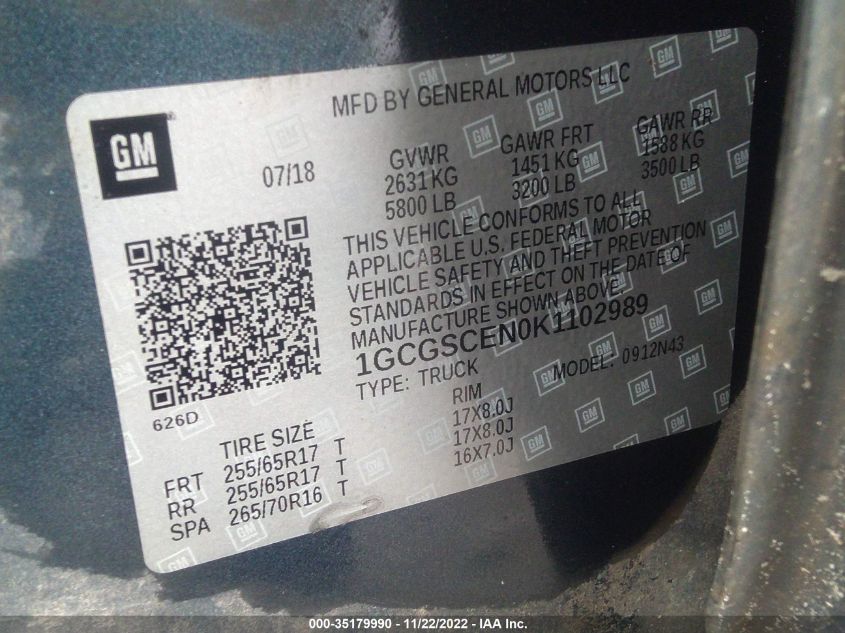 MFD BY GENERAL MOTORS LLC
GM
07/18
GVWR
2631 KG
5800 LB
GAWR FRT
1451 KG
3200 LB
GAWR RR
1588 KG
3500 LB
THIS VEHICLE CONFORMS TO ALL
APPLICABLE U.S. FEDERAL MOTOR
VEHICLE SAFETY AND THEFT PREVENTION
STANDARDS IN EFFECT ON THE DATE OF
MANUFACTURE SHOWN ABOVE.
1GCGSCEN0K1102989
TYPE: TRUCK MODEL: 0912N43
626D
TIRE SIZE RIM
FRT 255/65R17 T 17X8.0J
RR 255/65R17 T 17X8.0J
SPA 265/70R16 T 16X7.0J
000-35179990 - 11/22/2022 - IAA Inc.